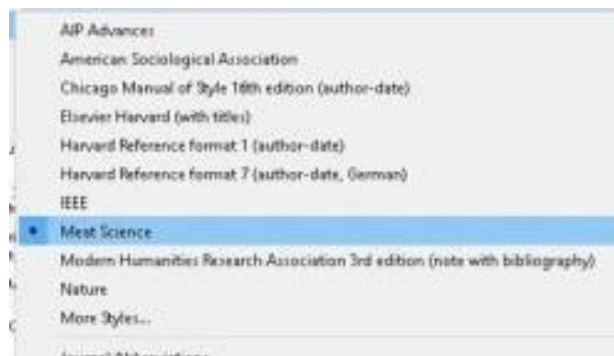 AIP Advances
American Sociological Association
Chicago Manual of Style 16th edition (author-date)
Elsevier Harvard (with titles)
Harvard Reference format 1 (author-date)
Harvard Reference format 7 (author-date, German)
IEEE
Meat Science
Modern Humanities Research Association 3rd edition (note with bibliography)
Nature
More Styles...
Journal Abbreviations